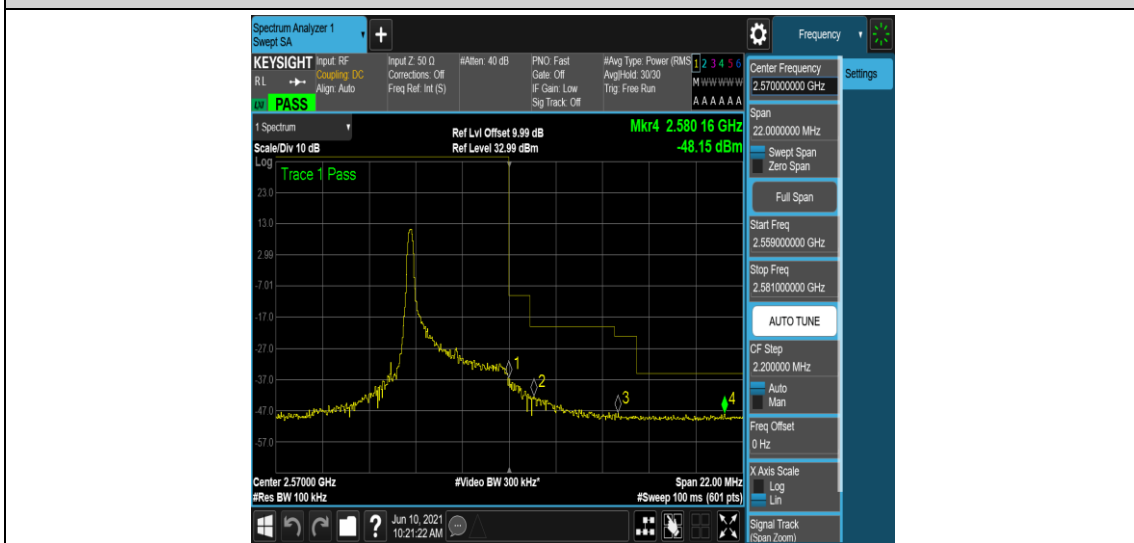 Spectrum Analyzer 1
Swept SA
+
Frequency
KEYSIGHT
RL
LXI PASS
Input: RF
Coupling: DC
Align: Auto
Input Z: 50 Ω
Corrections: Off
Freq Ref: Int (S)
#Atten: 40 dB
PNO: Fast
Gate: Off
IF Gain: Low
Sig Track: Off
#Avg Type: Power (RMS
Avg|Hold: 30/30
Trig: Free Run
1 2 3 4 5 6
M W W W W W
A A A A A A
1 Spectrum
Scale/Div 10 dB
Ref Lvl Offset 9.99 dB
Ref Level 32.99 dBm
Mkr4 2.580 16 GHz
-48.15 dBm
Log
Trace 1 Pass
23.0
13.0
2.99
-7.01
-17.0
-27.0
-37.0
-47.0
-57.0
1
2
3
4
Center 2.57000 GHz
#Res BW 100 kHz
#Video BW 300 kHz*
Span 22.00 MHz
#Sweep 100 ms (601 pts)
?
Jun 10, 2021
10:21:22 AM
Center Frequency
2.570000000 GHz
Settings
Span
22.0000000 MHz
Swept Span
Zero Span
Full Span
Start Freq
2.559000000 GHz
Stop Freq
2.581000000 GHz
AUTO TUNE
CF Step
2.200000 MHz
Auto
Man
Freq Offset
0 Hz
X Axis Scale
Log
Lin
Signal Track
(Span Zoom)